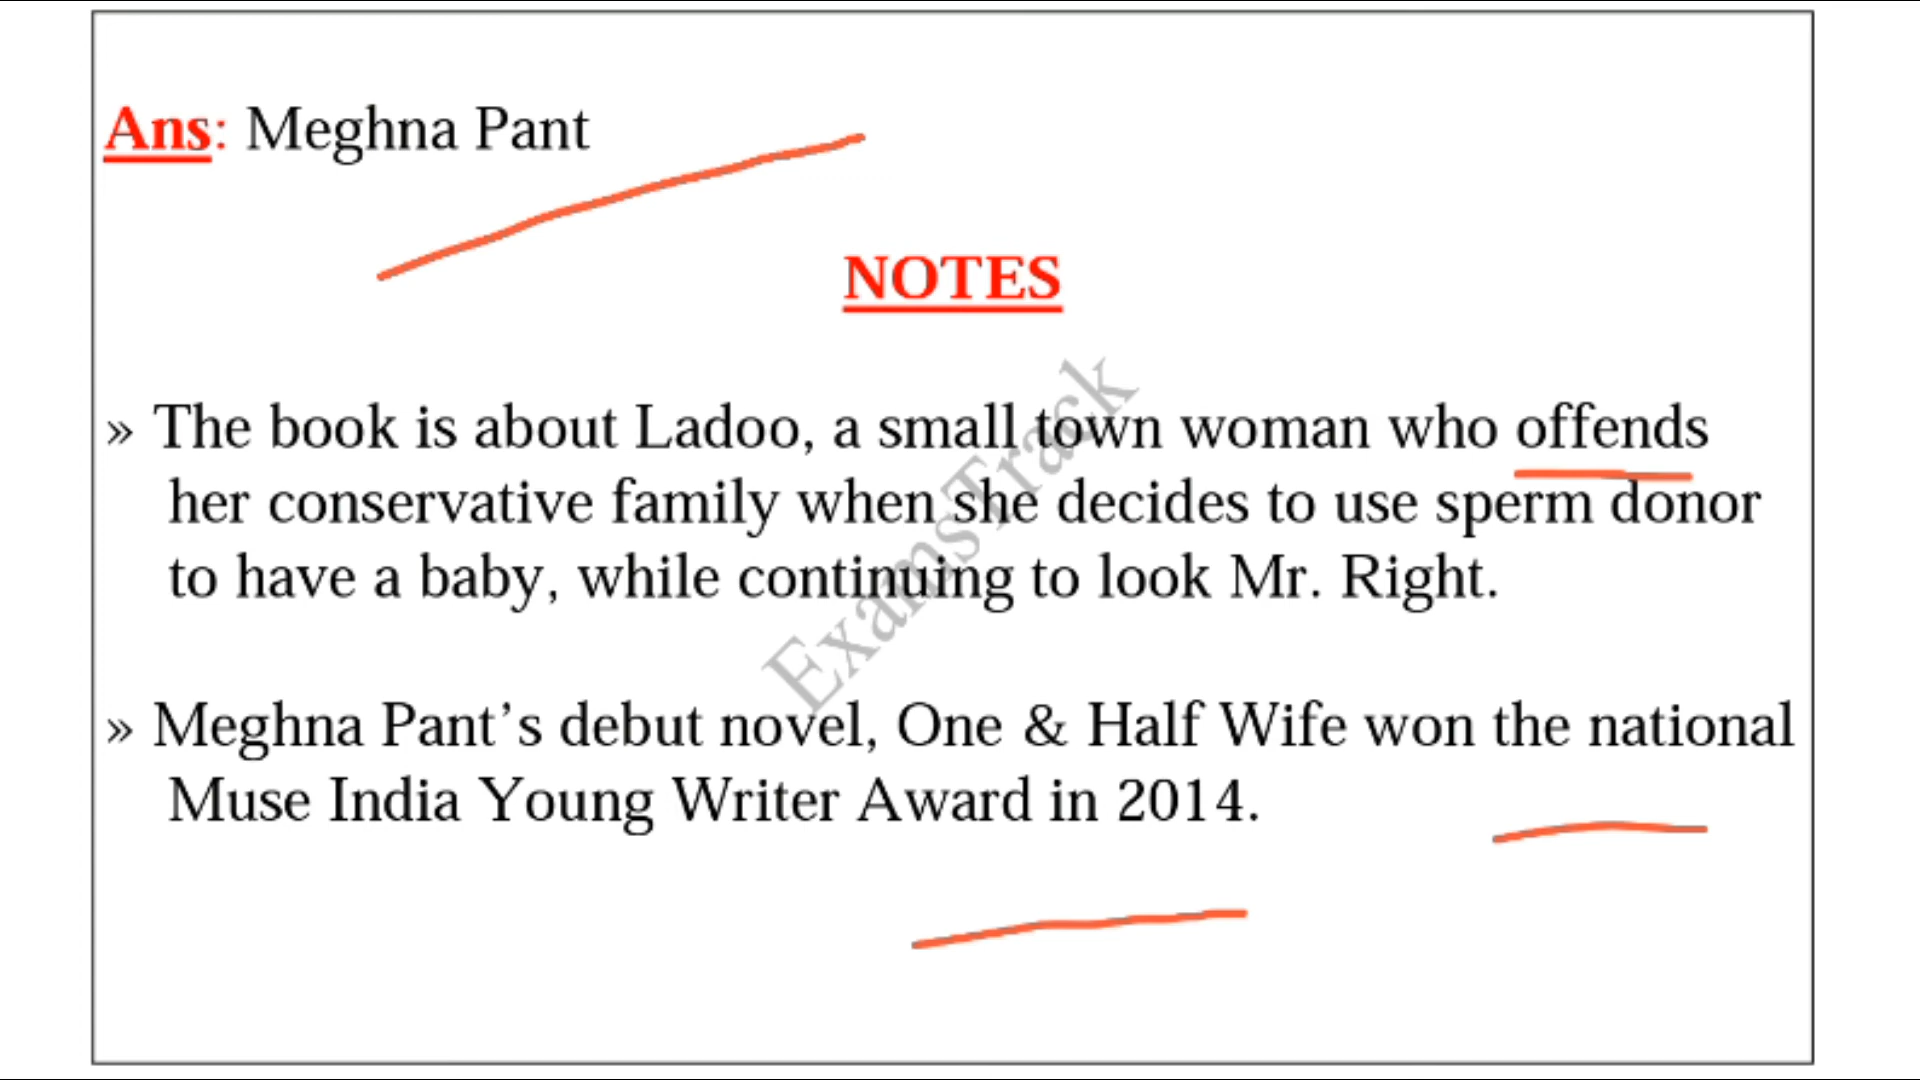 Ans: Meghna Pant
NOTES
» The book is about Ladoo, a small town woman who offends
her conservative family when she decides to use sperm donor
to have a baby, while continuing to look Mr. Right.
» Meghna Pant’s debut novel, One & Half Wife won the national
Muse India Young Writer Award in 2014.
ExamsTrack